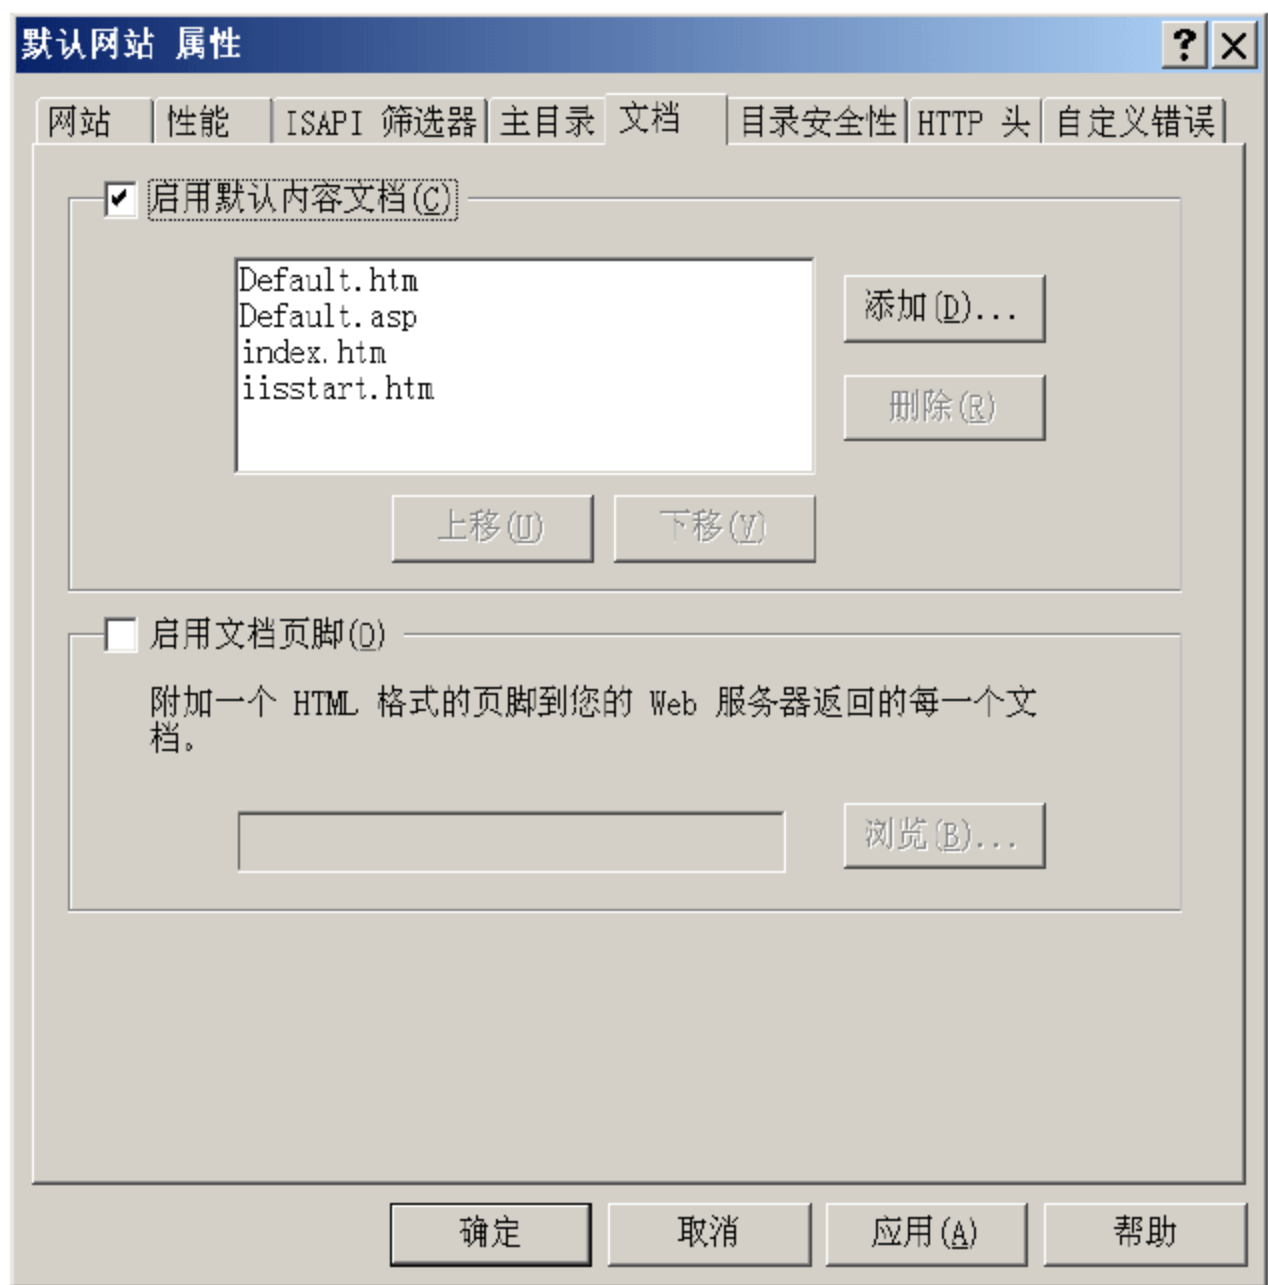 默认网站 属性
网站 性能 ISAPI 筛选器 主目录 文档 目录安全性 HTTP 头 自定义错误
启用默认内容文档(C)
Default.htm
Default.asp
index.htm
iisstart.htm
添加(D)...
删除(R)
上移(U) 下移(V)
启用文档页脚(O)
附加一个 HTML 格式的页脚到您的 Web 服务器返回的每一个文
档。
浏览(B)...
确定 取消 应用(A) 帮助